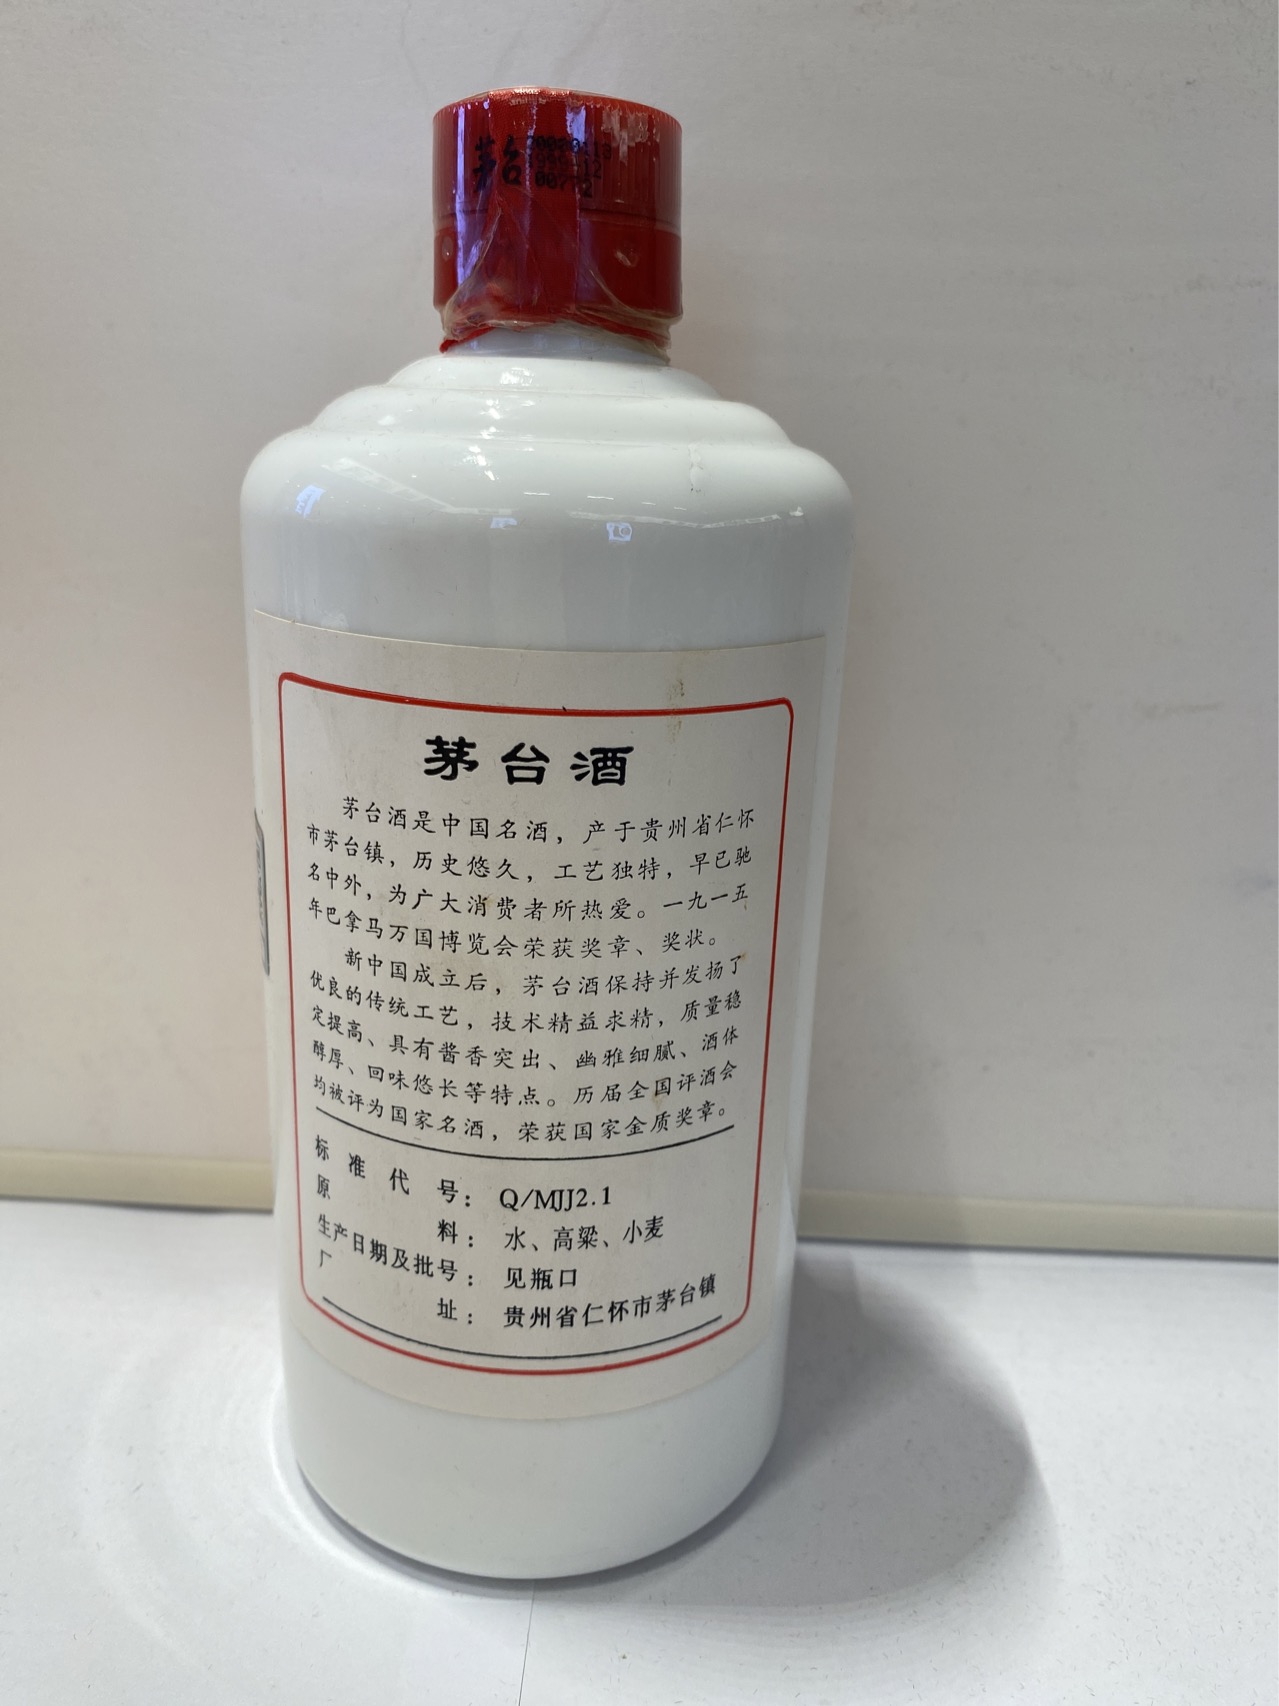 茅台
茅台酒
茅台酒是中国名酒，产于贵州省仁怀
市茅台镇，历史悠久，工艺独特，早已驰
名中外，为广大消费者所热爱。一九一五
年巴拿马万国博览会荣获奖章、奖状。
新中国成立后，茅台酒保持并发扬了
优良的传统工艺，技术精益求精，质量稳
定提高、具有酱香突出、幽雅细腻、酒体
醇厚、回味悠长等特点。历届全国评酒会
均被评为国家名酒，荣获国家金质奖章。
标准代号：Q/MJJ2.1
原料：水、高粱、小麦
生产日期及批号：见瓶口
厂址：贵州省仁怀市茅台镇